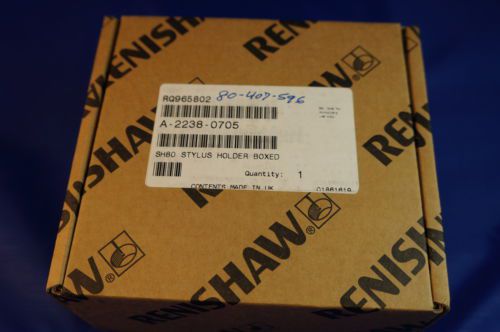 RENISHAW
RENISHAW
RQ965802 80-407-596
A-2238-0705
SH80 STYLUS HOLDER BOXED
Quantity: 1
CONTENTS MADE IN UK
RENISHAW
RENISHAW
RENISHAW